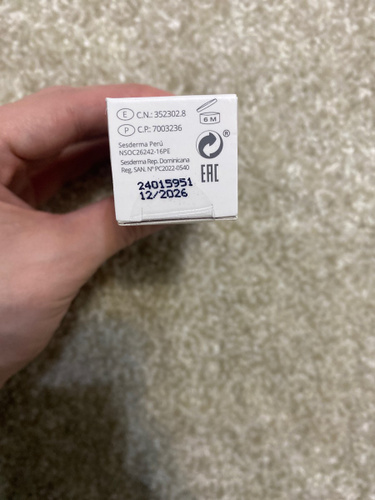 E C.N.: 352302.8
P C.P.: 7003236
6 M
Sesderma Perú
NSOC26242-16PE
Sesderma Rep. Dominicana
Reg. SAN. Nº PC2022-0540
®
EAC
24015951
12/2026